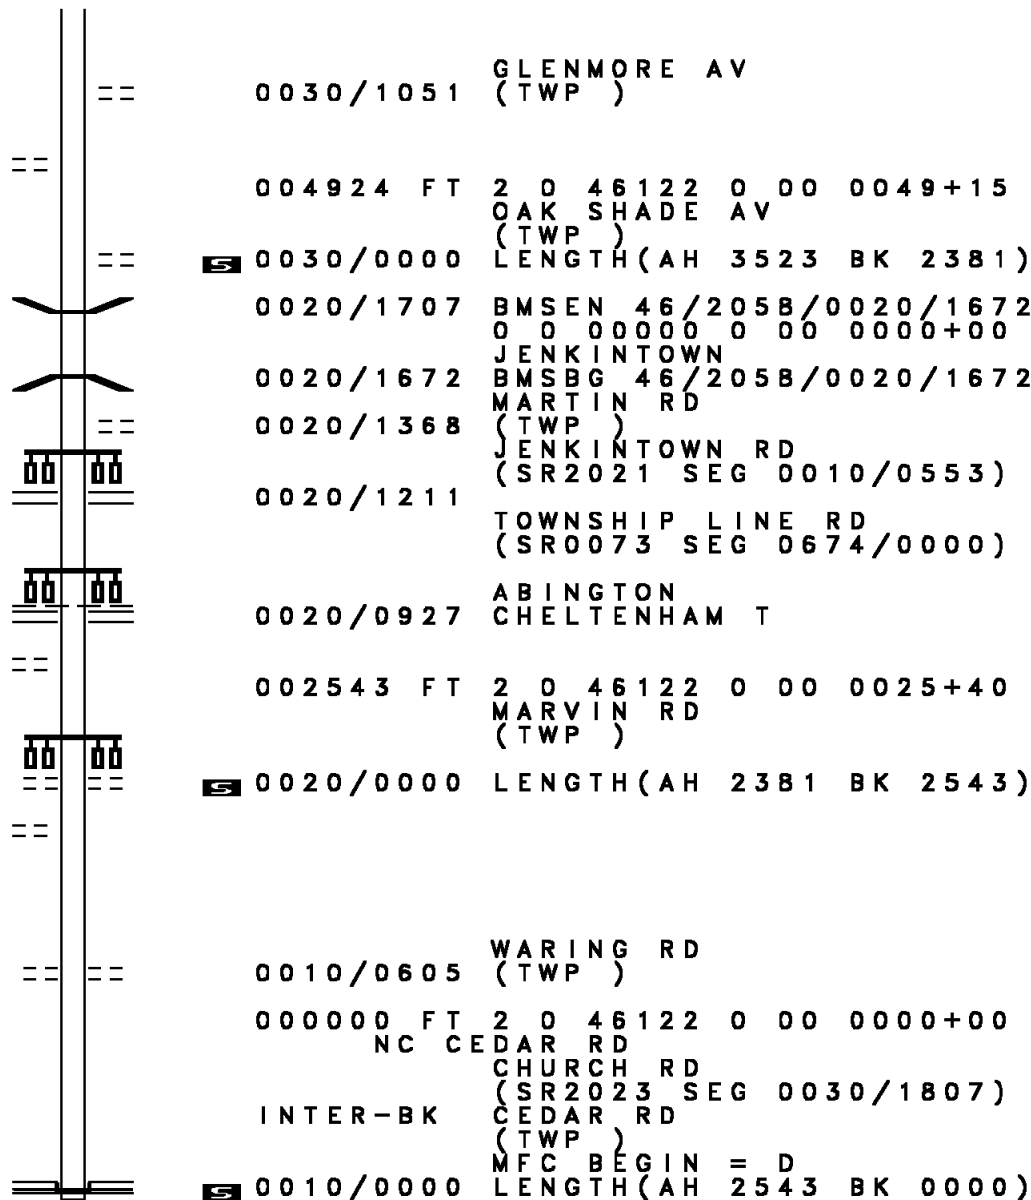 GLENMORE AV
0030/1051 (TWP )
004924 FT 2 0 46122 0 00 0049+15
OAK SHADE AV
(TWP )
S 0030/0000 LENGTH(AH 3523 BK 2381)
0020/1707 BMSEN 46/2058/0020/1672
0 0 00000 0 00 0000+00
JENKINTOWN
0020/1672 BMSBG 46/2058/0020/1672
MARTIN RD
0020/1368 (TWP )
JENKINTOWN RD
(SR2021 SEG 0010/0553)
0020/1211
TOWNSHIP LINE RD
(SR0073 SEG 0674/0000)
ABINGTON
0020/0927 CHELTENHAM T
002543 FT 2 0 46122 0 00 0025+40
MARVIN RD
(TWP )
S 0020/0000 LENGTH(AH 2381 BK 2543)
WARING RD
0010/0605 (TWP )
000000 FT 2 0 46122 0 00 0000+00
NC CEDAR RD
CHURCH RD
(SR2023 SEG 0030/1807)
INTER-BK CEDAR RD
(TWP )
MFC BEGIN = D
S 0010/0000 LENGTH(AH 2543 BK 0000)